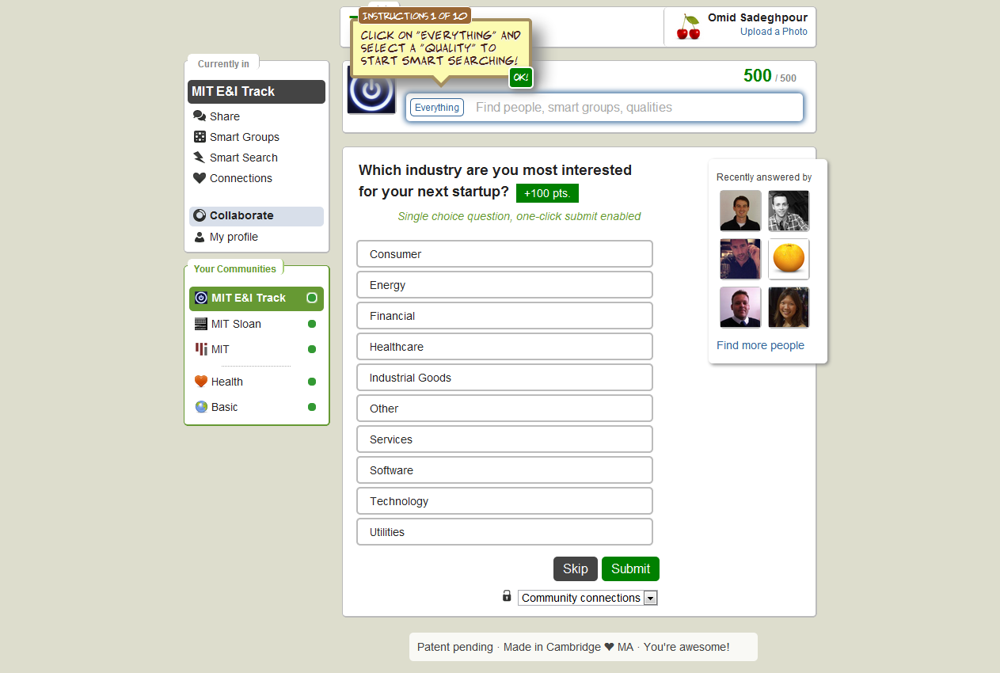 INSTRUCTIONS 1 OF 10
CLICK ON "EVERYTHING" AND
SELECT A "QUALITY" TO
START SMART SEARCHING!
OK!
Omid Sadeghpour
Upload a Photo
Currently in
MIT E&I Track
Share
Smart Groups
Smart Search
Connections
Collaborate
My profile
Your Communities
MIT E&I Track
MIT Sloan
MIT
Health
Basic
500 / 500
Everything Find people, smart groups, qualities
Which industry are you most interested
for your next startup? +100 pts.
Single choice question, one-click submit enabled
Consumer
Energy
Financial
Healthcare
Industrial Goods
Other
Services
Software
Technology
Utilities
Skip Submit
Community connections
Recently answered by
Find more people
Patent pending · Made in Cambridge ♥ MA · You're awesome!